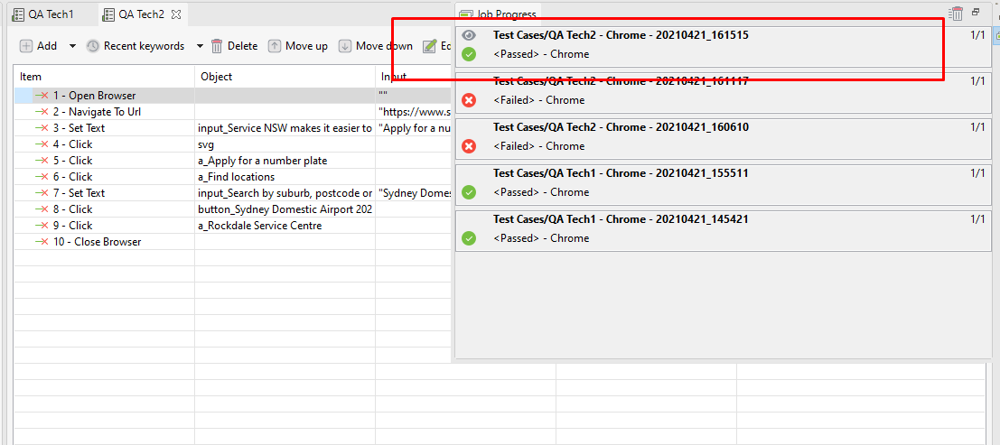 QA Tech1
QA Tech2
Job Progress
Add
Recent keywords
Delete
Move up
Move down
Ed
Item
Object
Input
1 - Open Browser
""
2 - Navigate To Url
"https://www.s
3 - Set Text
input_Service NSW makes it easier to
"Apply for a nu
4 - Click
svg
5 - Click
a_Apply for a number plate
6 - Click
a_Find locations
7 - Set Text
input_Search by suburb, postcode or
"Sydney Domes
8 - Click
button_Sydney Domestic Airport 202
9 - Click
a_Rockdale Service Centre
10 - Close Browser
Test Cases/QA Tech2 - Chrome - 20210421_161515
1/1
<Passed> - Chrome
Test Cases/QA Tech2 - Chrome - 20210421_161117
1/1
<Failed> - Chrome
Test Cases/QA Tech2 - Chrome - 20210421_160610
1/1
<Failed> - Chrome
Test Cases/QA Tech1 - Chrome - 20210421_155511
1/1
<Passed> - Chrome
Test Cases/QA Tech1 - Chrome - 20210421_145421
1/1
<Passed> - Chrome